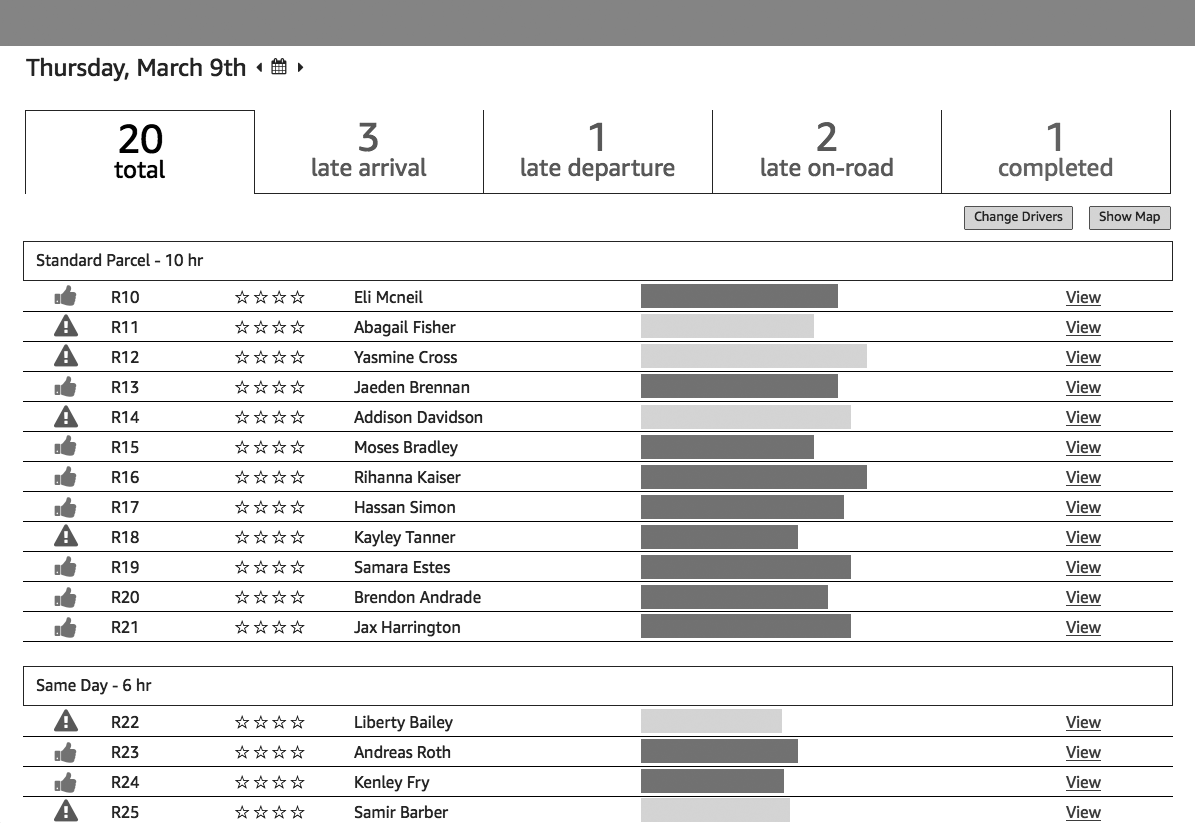 Thursday, March 9th
20 3 1 2 1
total late arrival late departure late on-road completed
Change Drivers Show Map
Standard Parcel - 10 hr
R10 Eli Mcneil View
R11 Abagail Fisher View
R12 Yasmine Cross View
R13 Jaeden Brennan View
R14 Addison Davidson View
R15 Moses Bradley View
R16 Rihanna Kaiser View
R17 Hassan Simon View
R18 Kayley Tanner View
R19 Samara Estes View
R20 Brendon Andrade View
R21 Jax Harrington View
Same Day - 6 hr
R22 Liberty Bailey View
R23 Andreas Roth View
R24 Kenley Fry View
R25 Samir Barber View